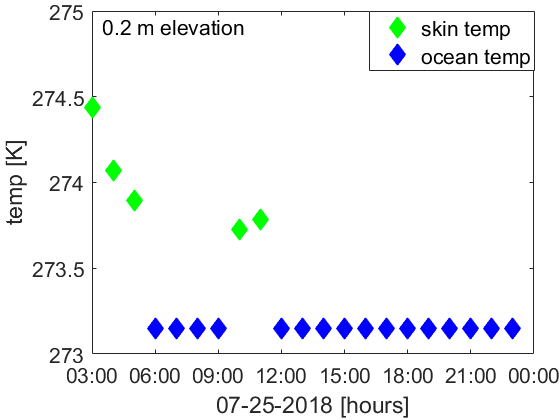 275
0.2 m elevation
skin temp
ocean temp
274.5
274
273.5
273
temp [K]
03:00 06:00 09:00 12:00 15:00 18:00 21:00 00:00
07-25-2018 [hours]